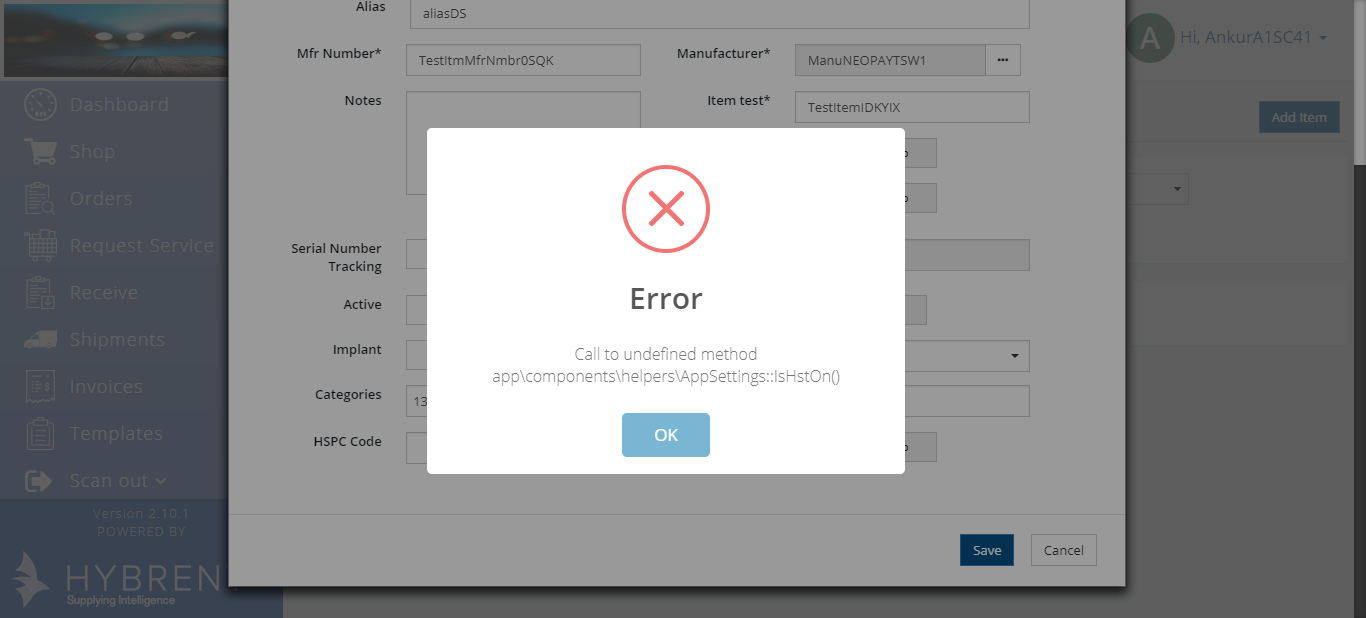 Alias
aliasDS
A
Hi, AnkurA1SC41
Mfr Number*
TestItmMfrNmbr0SQK
Manufacturer*
ManuNEOPAYTSW1
...
Dashboard
Notes
Item test*
TestItemIDKYIX
Add Item
Shop
Orders
Request Service
Serial Number
Tracking
Receive
Active
Error
Shipments
Implant
Call to undefined method
app\components\helpers\AppSettings::IsHstOn()
Invoices
Categories
13
Templates
HSPC Code
OK
Scan out
Version 2.10.1
POWERED BY
HYBREN
Supplying Intelligence
Save
Cancel